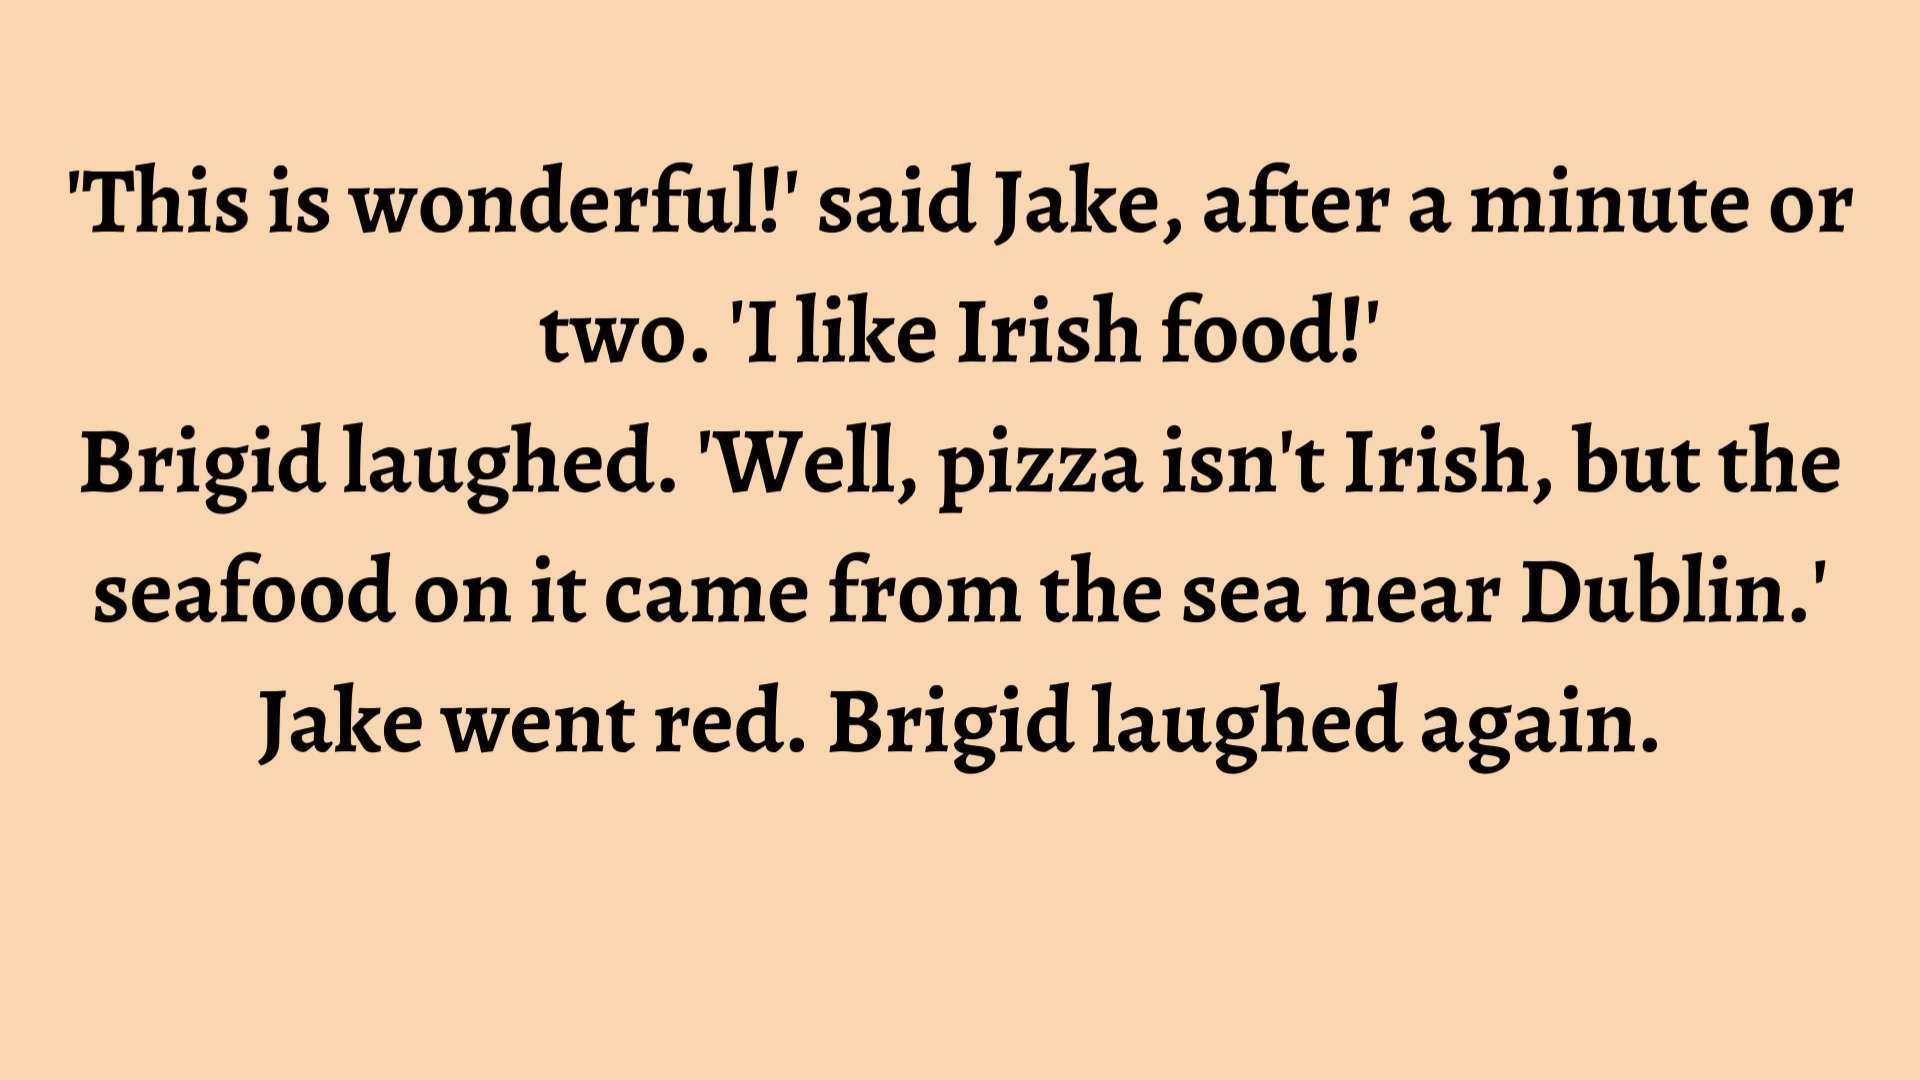 'This is wonderful!' said Jake, after a minute or
two. 'I like Irish food!'
Brigid laughed. 'Well, pizza isn't Irish, but the
seafood on it came from the sea near Dublin.'
Jake went red. Brigid laughed again.